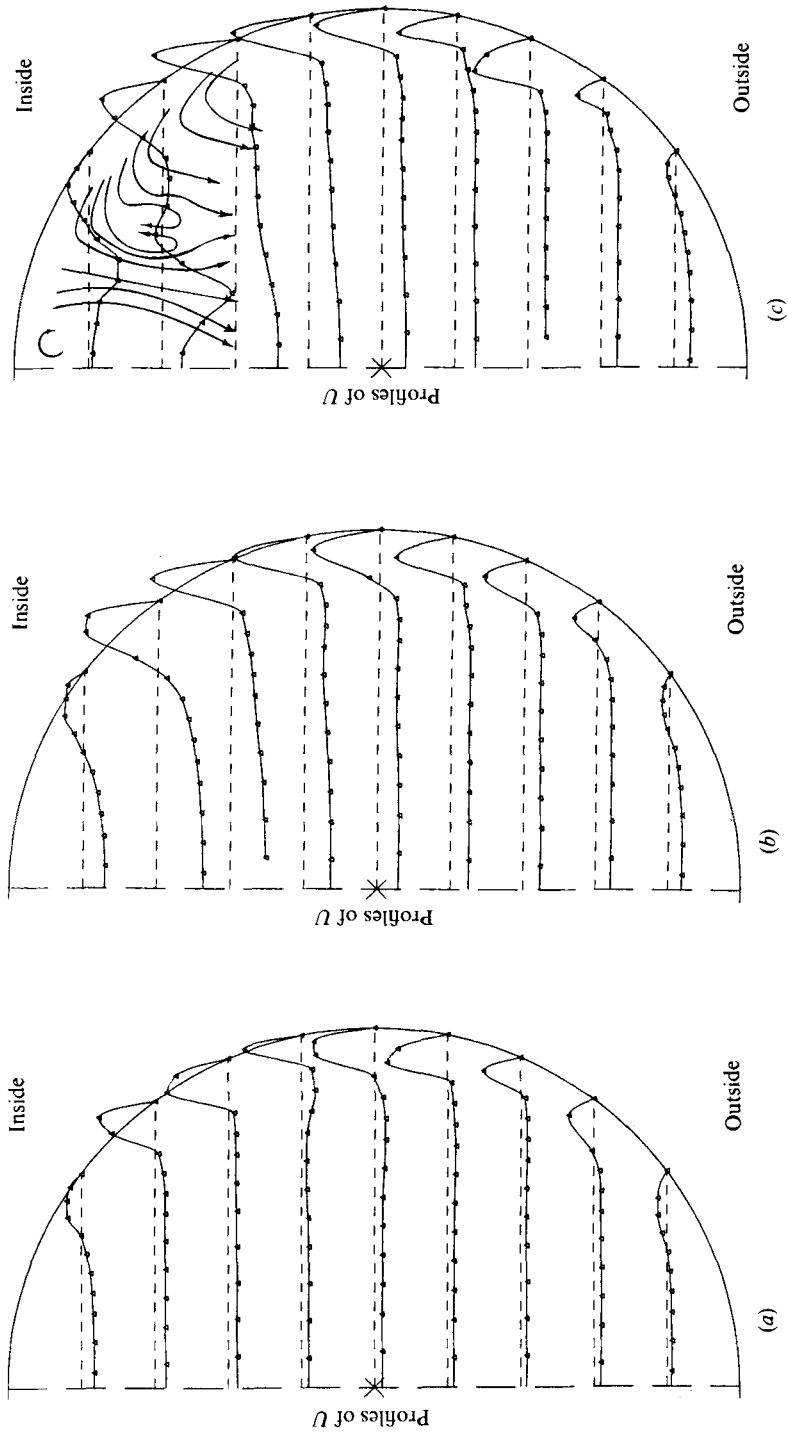 Inside
Profiles of U
Outside
(a)
Inside
Profiles of U
Outside
(b)
Inside
Profiles of U
Outside
(c)